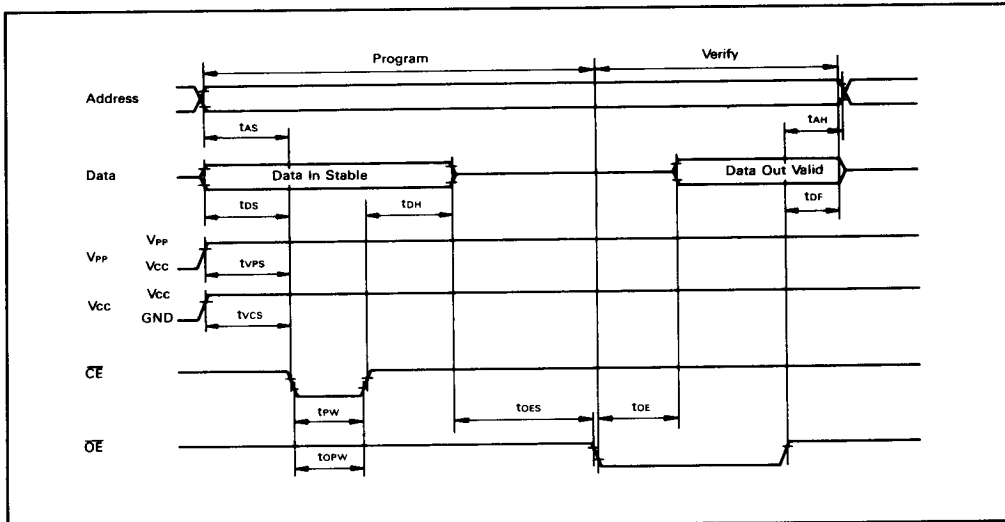 Program
Verify
Address
tAS
tAH
Data
Data In Stable
Data Out Valid
tDS
tDH
tDF
VPP
VPP
VCC
tVPS
VCC
VCC
GND
tVCS
CE
tPW
tOES
tOE
OE
tOPW